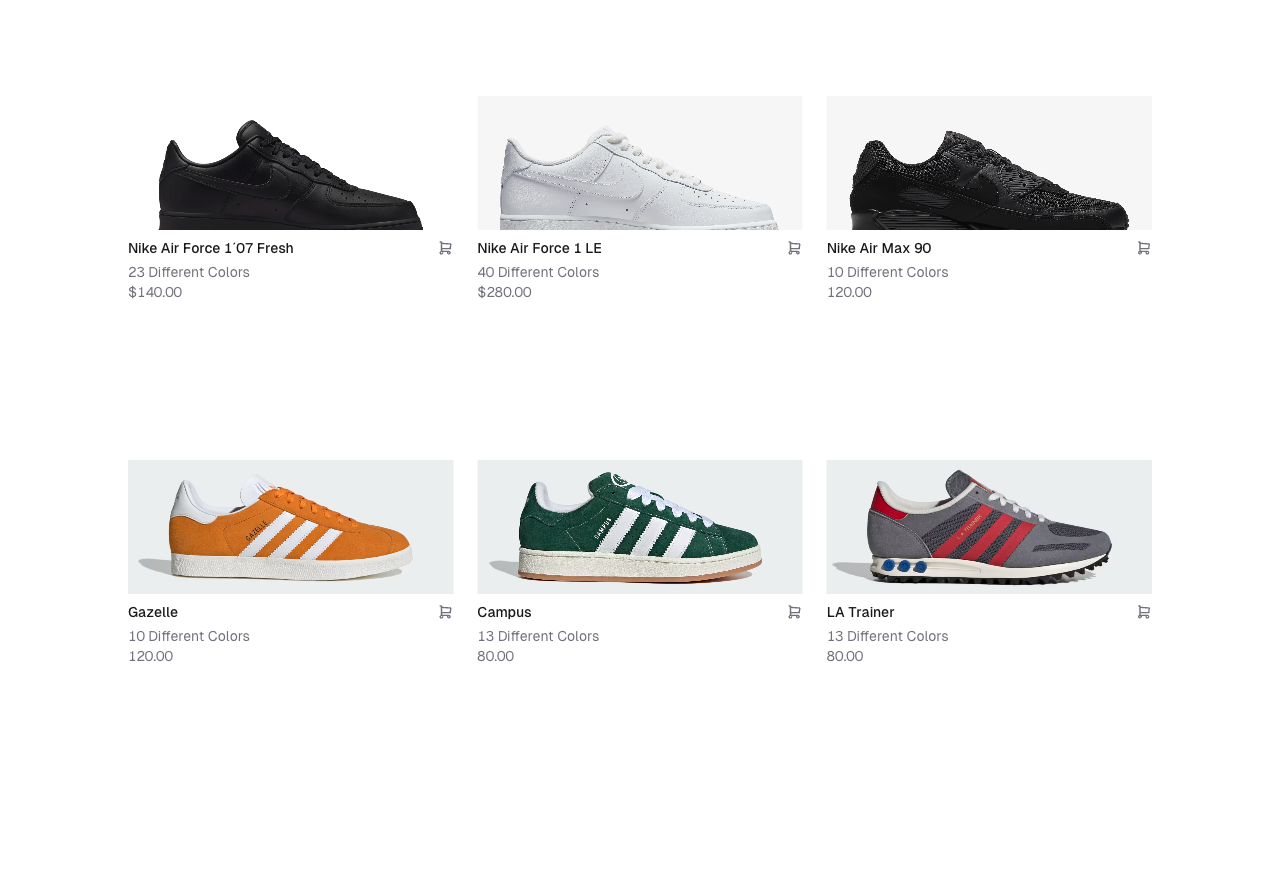 Nike Air Force 1´07 Fresh
23 Different Colors
$140.00
Nike Air Force 1 LE
40 Different Colors
$280.00
Nike Air Max 90
10 Different Colors
120.00
GAZELLE
Gazelle
10 Different Colors
120.00
CAMPUS
Campus
13 Different Colors
80.00
LA Trainer
13 Different Colors
80.00